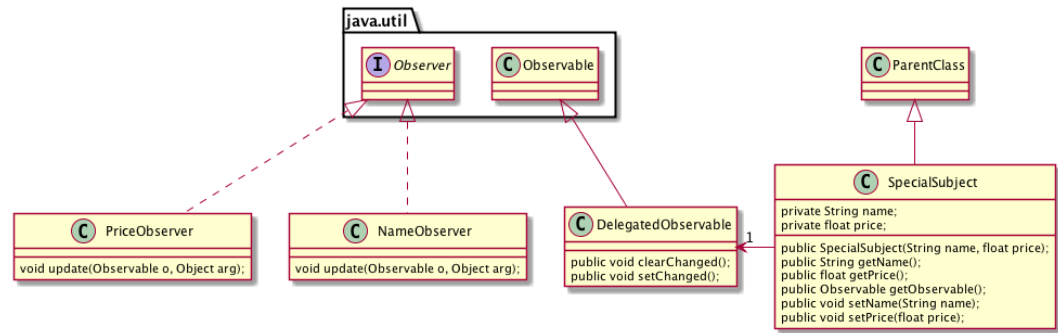 java.util
I Observer
C Observable
C ParentClass
C PriceObserver
void update(Observable o, Object arg);
C NameObserver
void update(Observable o, Object arg);
C DelegatedObservable
public void clearChanged();
public void setChanged();
1
C SpecialSubject
private String name;
private float price;
public SpecialSubject(String name, float price);
public String getName();
public float getPrice();
public Observable getObservable();
public void setName(String name);
public void setPrice(float price);